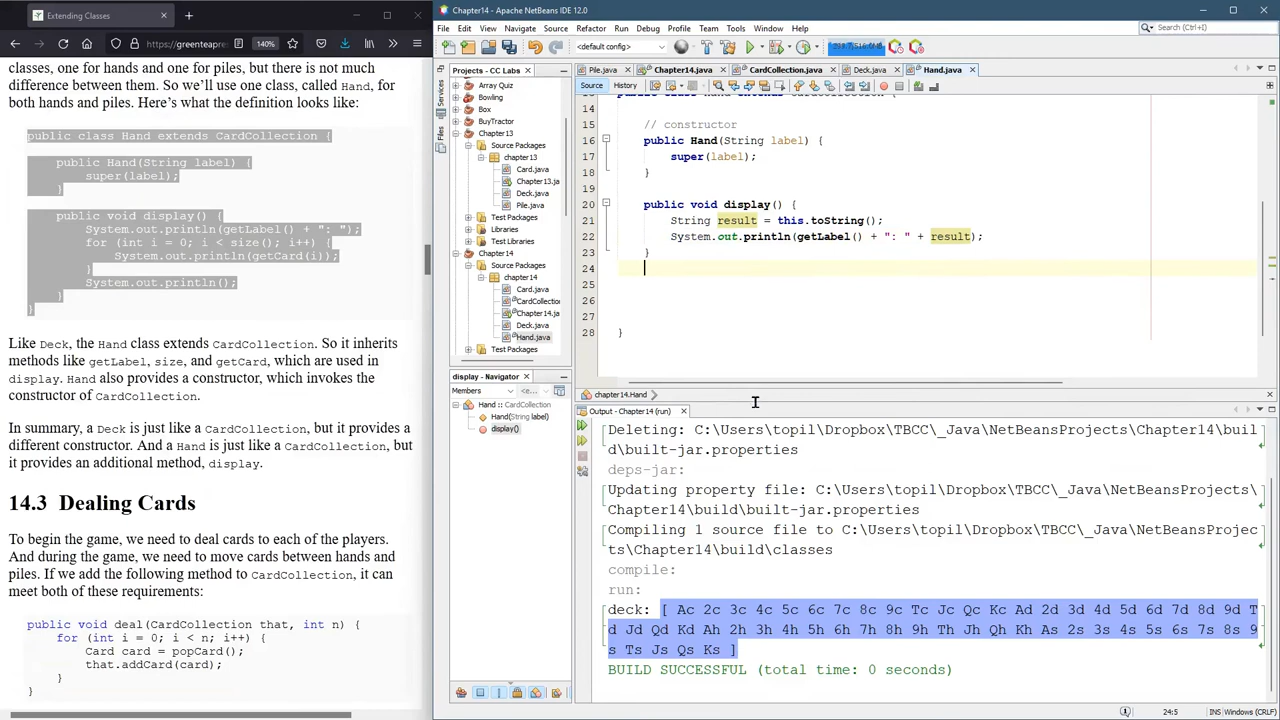 Extending Classes
https://greenteapre
140%
classes, one for hands and one for piles, but there is not much
difference between them. So we'll use one class, called Hand, for
both hands and piles. Here's what the definition looks like:
public class Hand extends CardCollection {
public Hand(String label) {
super(label);
}
public void display() {
System.out.println(getLabel() + ": ");
for (int i = 0; i < size(); i++) {
System.out.println(getCard(i));
}
System.out.println();
}
}
Like Deck, the Hand class extends CardCollection. So it inherits
methods like getLabel, size, and getCard, which are used in
display. Hand also provides a constructor, which invokes the
constructor of CardCollection.
In summary, a Deck is just like a CardCollection, but it provides a
different constructor. And a Hand is just like a CardCollection, but
it provides an additional method, display.
14.3 Dealing Cards
To begin the game, we need to deal cards to each of the players.
And during the game, we need to move cards between hands and
piles. If we add the following method to CardCollection, it can
meet both of these requirements:
public void deal(CardCollection that, int n) {
for (int i = 0; i < n; i++) {
Card card = popCard();
that.addCard(card);
}
}
Chapter14 - Apache NetBeans IDE 12.0
File Edit View Navigate Source Refactor Run Debug Profile Team Tools Window Help
Search (Ctrl+I)
<default config>
Projects - CC Labs
Services
Files
Array Quiz
Bowling
Box
BuyTractor
Chapter13
Source Packages
chapter13
Card.java
Chapter13.ja
Deck.java
Pile.java
Test Packages
Libraries
Test Libraries
Chapter14
Source Packages
chapter14
Card.java
CardCollection
Chapter14.ja
Deck.java
Hand.java
Test Packages
display - Navigator
Members
<e...
Hand :: CardCollection
Hand(String label)
display()
Pile.java
Chapter14.java
CardCollection.java
Deck.java
Hand.java
Source
History
14
15 // constructor
16 public Hand(String label) {
17 super(label);
18 }
19
20 public void display() {
21 String result = this.toString();
22 System.out.println(getLabel() + ": " + result);
23 }
24
25
26
27
28 }
chapter14.Hand
Output - Chapter14 (run)
Deleting: C:\Users\topil\Dropbox\TBCC\_Java\NetBeansProjects\Chapter14\buil
d\built-jar.properties
deps-jar:
Updating property file: C:\Users\topil\Dropbox\TBCC\_Java\NetBeansProjects\
Chapter14\build\built-jar.properties
Compiling 1 source file to C:\Users\topil\Dropbox\TBCC\_Java\NetBeansProjec
ts\Chapter14\build\classes
compile:
run:
deck: [ Ac 2c 3c 4c 5c 6c 7c 8c 9c Tc Jc Qc Kc Ad 2d 3d 4d 5d 6d 7d 8d 9d T
d Jd Qd Kd Ah 2h 3h 4h 5h 6h 7h 8h 9h Th Jh Qh Kh As 2s 3s 4s 5s 6s 7s 8s 9
s Ts Js Qs Ks ]
BUILD SUCCESSFUL (total time: 0 seconds)
24:5
INS
Windows (CRLF)